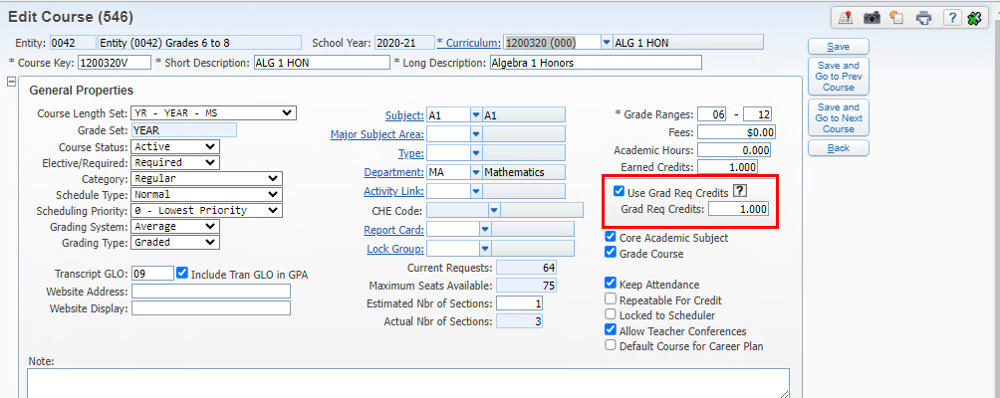 Edit Course (546)
Entity: 0042 Entity (0042) Grades 6 to 8 School Year: 2020-21 * Curriculum: 1200320 (000) ALG 1 HON
* Course Key: 1200320V * Short Description: ALG 1 HON * Long Description: Algebra 1 Honors
Save
Save and
Go to Prev
Course
Save and
Go to Next
Course
Back
General Properties
Course Length Set: YR - YEAR - MS
Grade Set: YEAR
Course Status: Active
Elective/Required: Required
Category: Regular
Schedule Type: Normal
Scheduling Priority: 0 - Lowest Priority
Grading System: Average
Grading Type: Graded
Transcript GLO: 09 Include Tran GLO in GPA
Website Address:
Website Display:
Subject: A1 A1
Major Subject Area:
Type:
Department: MA Mathematics
Activity Link:
CHE Code:
Report Card:
Lock Group:
Current Requests: 64
Maximum Seats Available: 75
Estimated Nbr of Sections: 1
Actual Nbr of Sections: 3
* Grade Ranges: 06 - 12
Fees: $0.00
Academic Hours: 0.000
Earned Credits: 1.000
Use Grad Req Credits ?
Grad Req Credits: 1.000
Core Academic Subject
Grade Course
Keep Attendance
Repeatable For Credit
Locked to Scheduler
Allow Teacher Conferences
Default Course for Career Plan
Note: